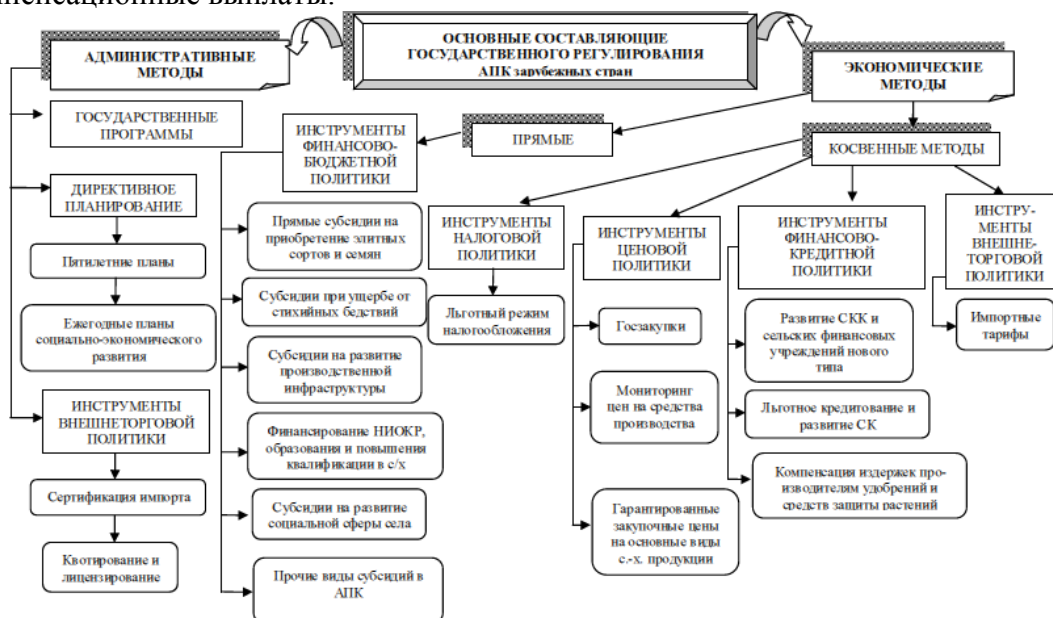 ОСНОВНЫЕ СОСТАВЛЯЮЩИЕ
ГОСУДАРСТВЕННОГО РЕГУЛИРОВАНИЯ
АПК зарубежных стран
АДМИНИСТРАТИВНЫЕ
МЕТОДЫ
ГОСУДАРСТВЕННЫЕ
ПРОГРАММЫ
ДИРЕКТИВНОЕ
ПЛАНИРОВАНИЕ
Пятилетние планы
Ежегодные планы
социально-экономического
развития
ИНСТРУМЕНТЫ
ВНЕШНЕТОРГОВОЙ
ПОЛИТИКИ
Сертификация импорта
Квотирование и
лицензирование
ЭКОНОМИЧЕСКИЕ
МЕТОДЫ
ПРЯМЫЕ
ИНСТРУМЕНТЫ
ФИНАНСОВО-
БЮДЖЕТНОЙ
ПОЛИТИКИ
Прямые субсидии на
приобретение элитных
сортов и семян
Субсидии при ущербе от
стихийных бедствий
Субсидии на развитие
производственной
инфраструктуры
Финансирование НИОКР,
образования и повышения
квалификации в с/х
Субсидии на развитие
социальной сферы села
Прочие виды субсидий в
АПК
КОСВЕННЫЕ МЕТОДЫ
ИНСТРУМЕНТЫ
НАЛОГОВОЙ
ПОЛИТИКИ
Льготный режим
налогообложения
ИНСТРУМЕНТЫ
ЦЕНОВОЙ
ПОЛИТИКИ
Госзакупки
Мониторинг
цен на средства
производства
Гарантированные
закупочные цены
на основные виды
с.-х. продукции
ИНСТРУМЕНТЫ
ФИНАНСОВО-
КРЕДИТНОЙ
ПОЛИТИКИ
Развитие СКК и
сельских финансовых
учреждений нового
типа
Льготное кредитование и
развитие СК
Компенсация издержек про-
изводителям удобрений и
средств защиты растений
ИНСТРУ-
МЕНТЫ
ВНЕШНЕ-
ТОРГОВОЙ
ПОЛИТИКИ
Импортные
тарифы